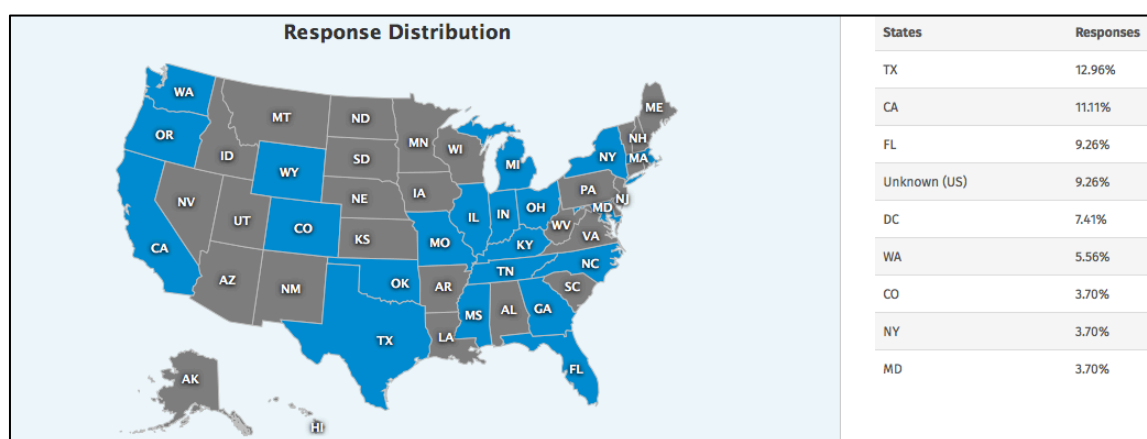 Response Distribution
WA
MT
ND
ME
OR
MN
NH
ID
WI
SD
MI
NY
MA
WY
IA
PA
NJ
NE
OH
MD
NV
IL
IN
UT
WV
CO
VA
CA
KS
MO
KY
NC
TN
AZ
OK
AR
SC
NM
MS
AL
GA
TX
LA
FL
AK
HI
States Responses
TX 12.96%
CA 11.11%
FL 9.26%
Unknown (US) 9.26%
DC 7.41%
WA 5.56%
CO 3.70%
NY 3.70%
MD 3.70%